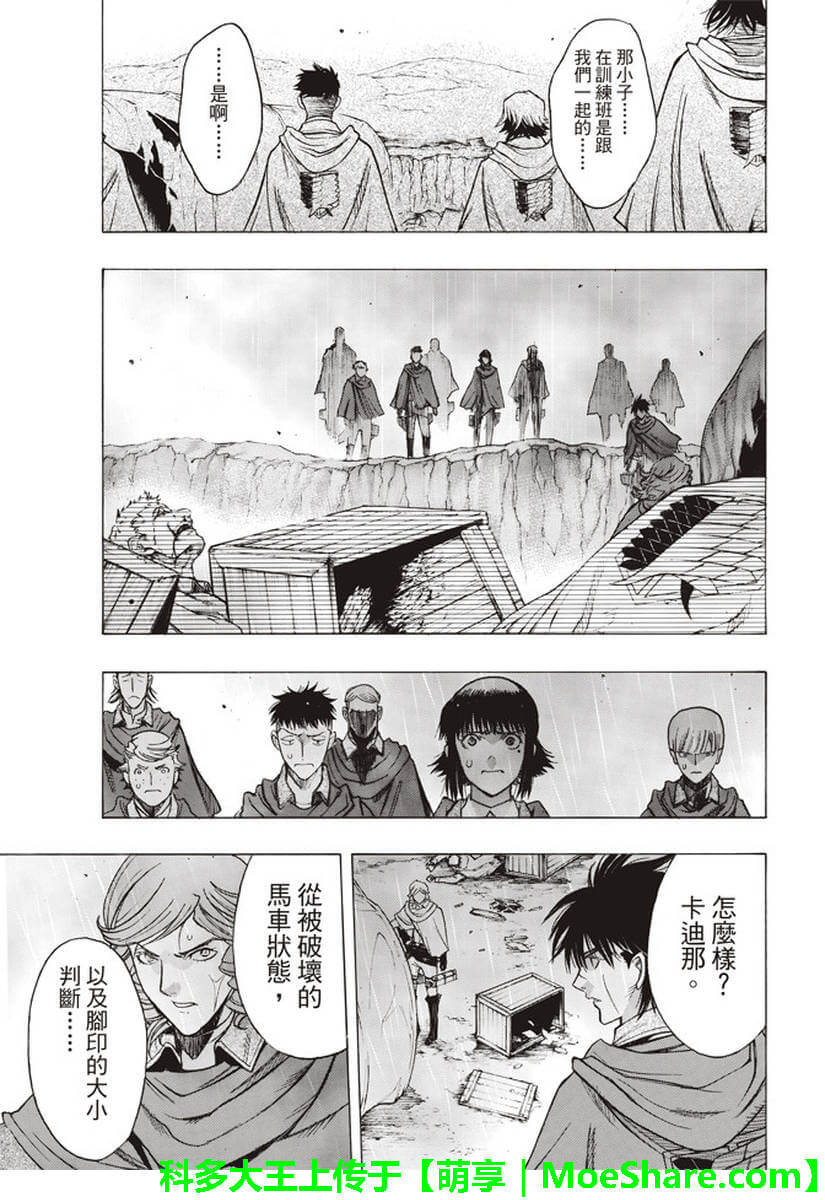 那小子……
在訓練班是跟
我們一起的……
……是啊……
怎麼樣？
卡迪那。
從被破壞的
馬車狀態，
以及腳印的大小
判斷……
科多大王上传于【萌享|MoeShare.com】